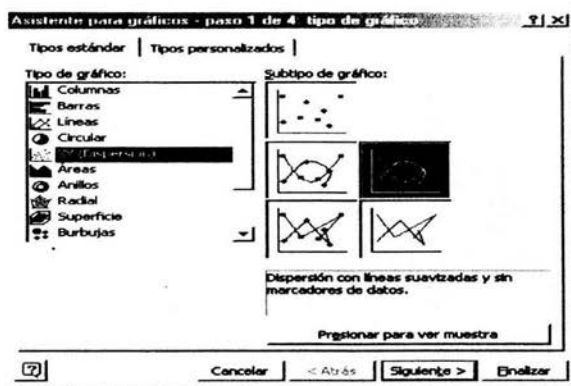 Asistente para gráficos - paso 1 de 4: tipo de gráfico
Tipos estándar Tipos personalizados
Tipo de gráfico:
Subtipo de gráfico:
Columnas
Barras
Líneas
Circular
XY (Dispersión)
Áreas
Anillos
Radial
Superficie
Burbujas
Dispersión con líneas suavizadas y sin
marcadores de datos.
Presionar para ver muestra
Cancelar < Atrás Siguiente > Finalizar